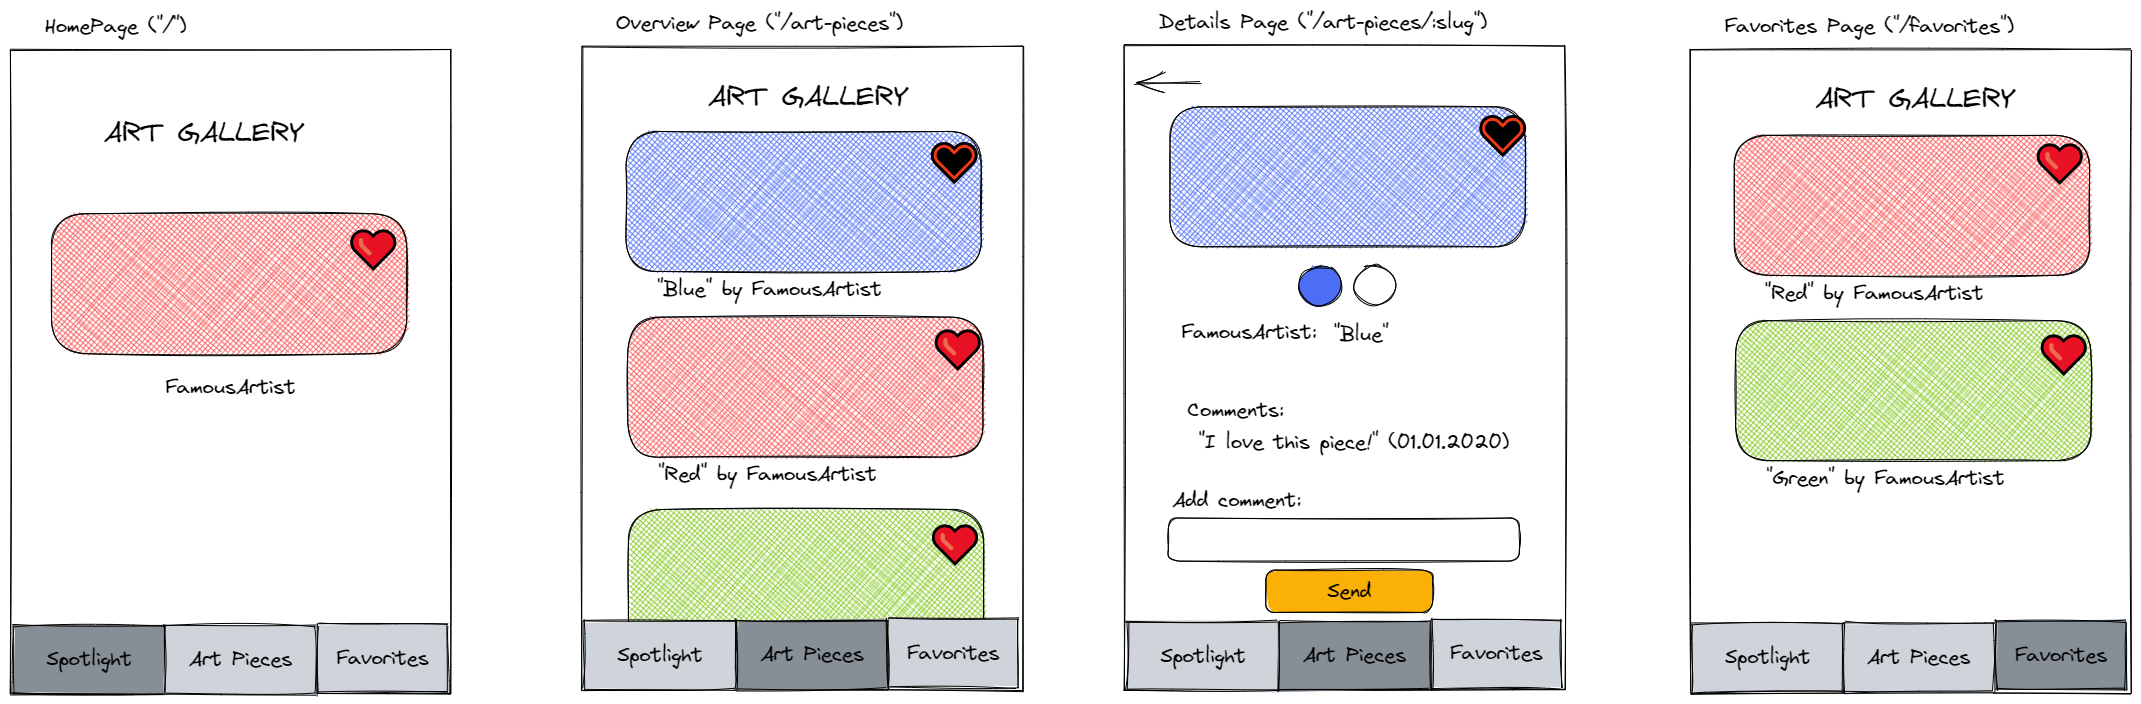 HomePage ("/")
ART GALLERY
FamousArtist
Spotlight
Art Pieces
Favorites
Overview Page ("/art-pieces")
ART GALLERY
"Blue" by FamousArtist
"Red" by FamousArtist
Spotlight
Art Pieces
Favorites
Details Page ("/art-pieces/:slug")
FamousArtist: "Blue"
Comments:
"I love this piece!" (01.01.2020)
Add comment:
Send
Spotlight
Art Pieces
Favorites
Favorites Page ("/favorites")
ART GALLERY
"Red" by FamousArtist
"Green" by FamousArtist
Spotlight
Art Pieces
Favorites